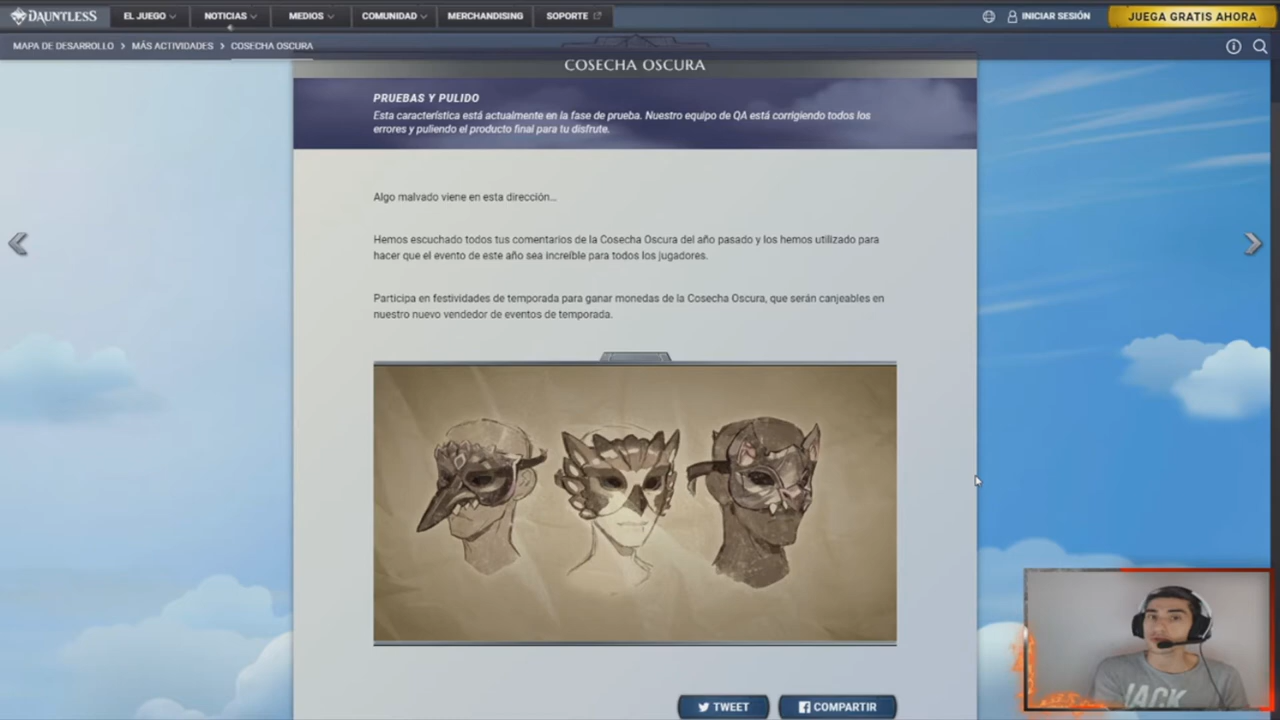 DAUNTLESS EL JUEGO NOTICIAS MEDIOS COMUNIDAD MERCHANDISING SOPORTE INICIAR SESIÓN JUEGA GRATIS AHORA
MAPA DE DESARROLLO > MÁS ACTIVIDADES > COSECHA OSCURA
COSECHA OSCURA
PRUEBAS Y PULIDO
Esta característica está actualmente en la fase de prueba. Nuestro equipo de QA está corrigiendo todos los
errores y puliendo el producto final para tu disfrute.
Algo malvado viene en esta dirección...
Hemos escuchado todos tus comentarios de la Cosecha Oscura del año pasado y los hemos utilizado para
hacer que el evento de este año sea increíble para todos los jugadores.
Participa en festividades de temporada para ganar monedas de la Cosecha Oscura, que serán canjeables en
nuestro nuevo vendedor de eventos de temporada.
JACK
TWEET COMPARTIR